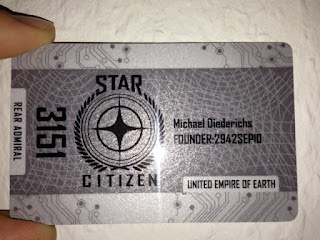 REAR ADMIRAL
3151
STAR
CITIZEN
Michael Diederichs
FOUNDER-2942SEP10
UNITED EMPIRE OF EARTH